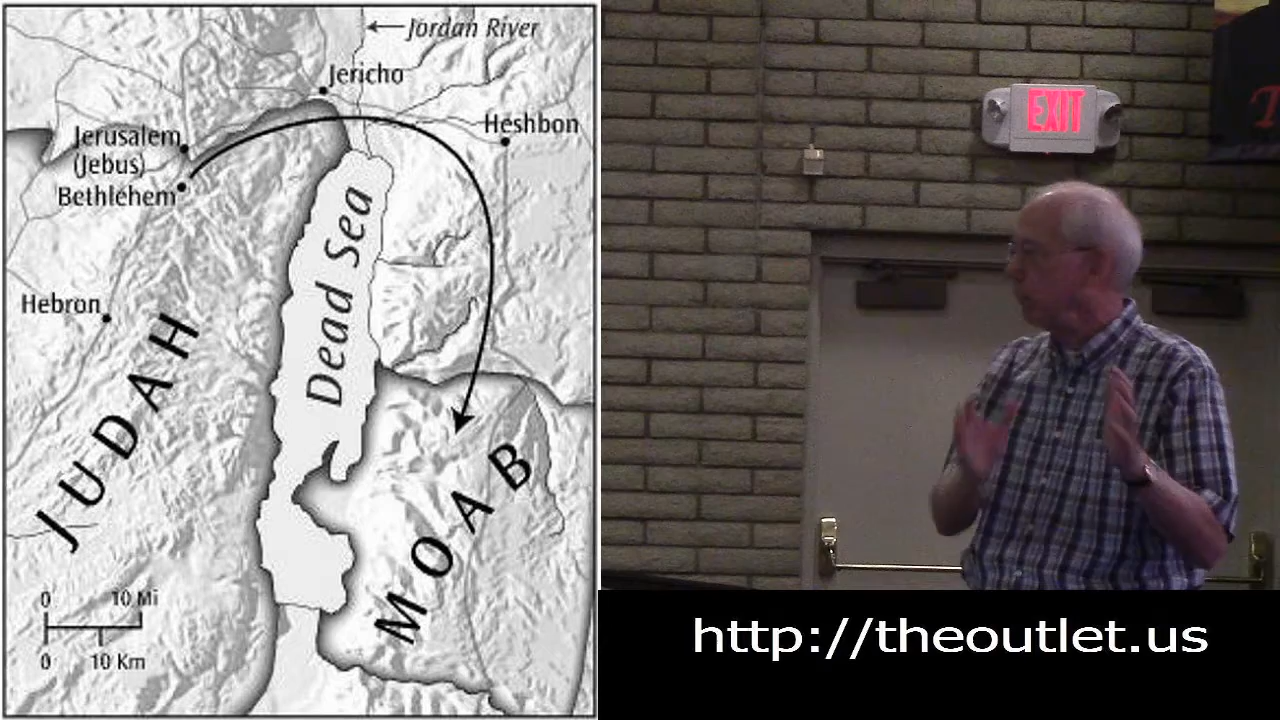 Jordan River
Jericho
Heshbon
Jerusalem
(Jebus)
Bethlehem
Dead Sea
Hebron
JUDAH
MOAB
0 10 Mi
0 10 Km
EXIT
T
http://theoutlet.us